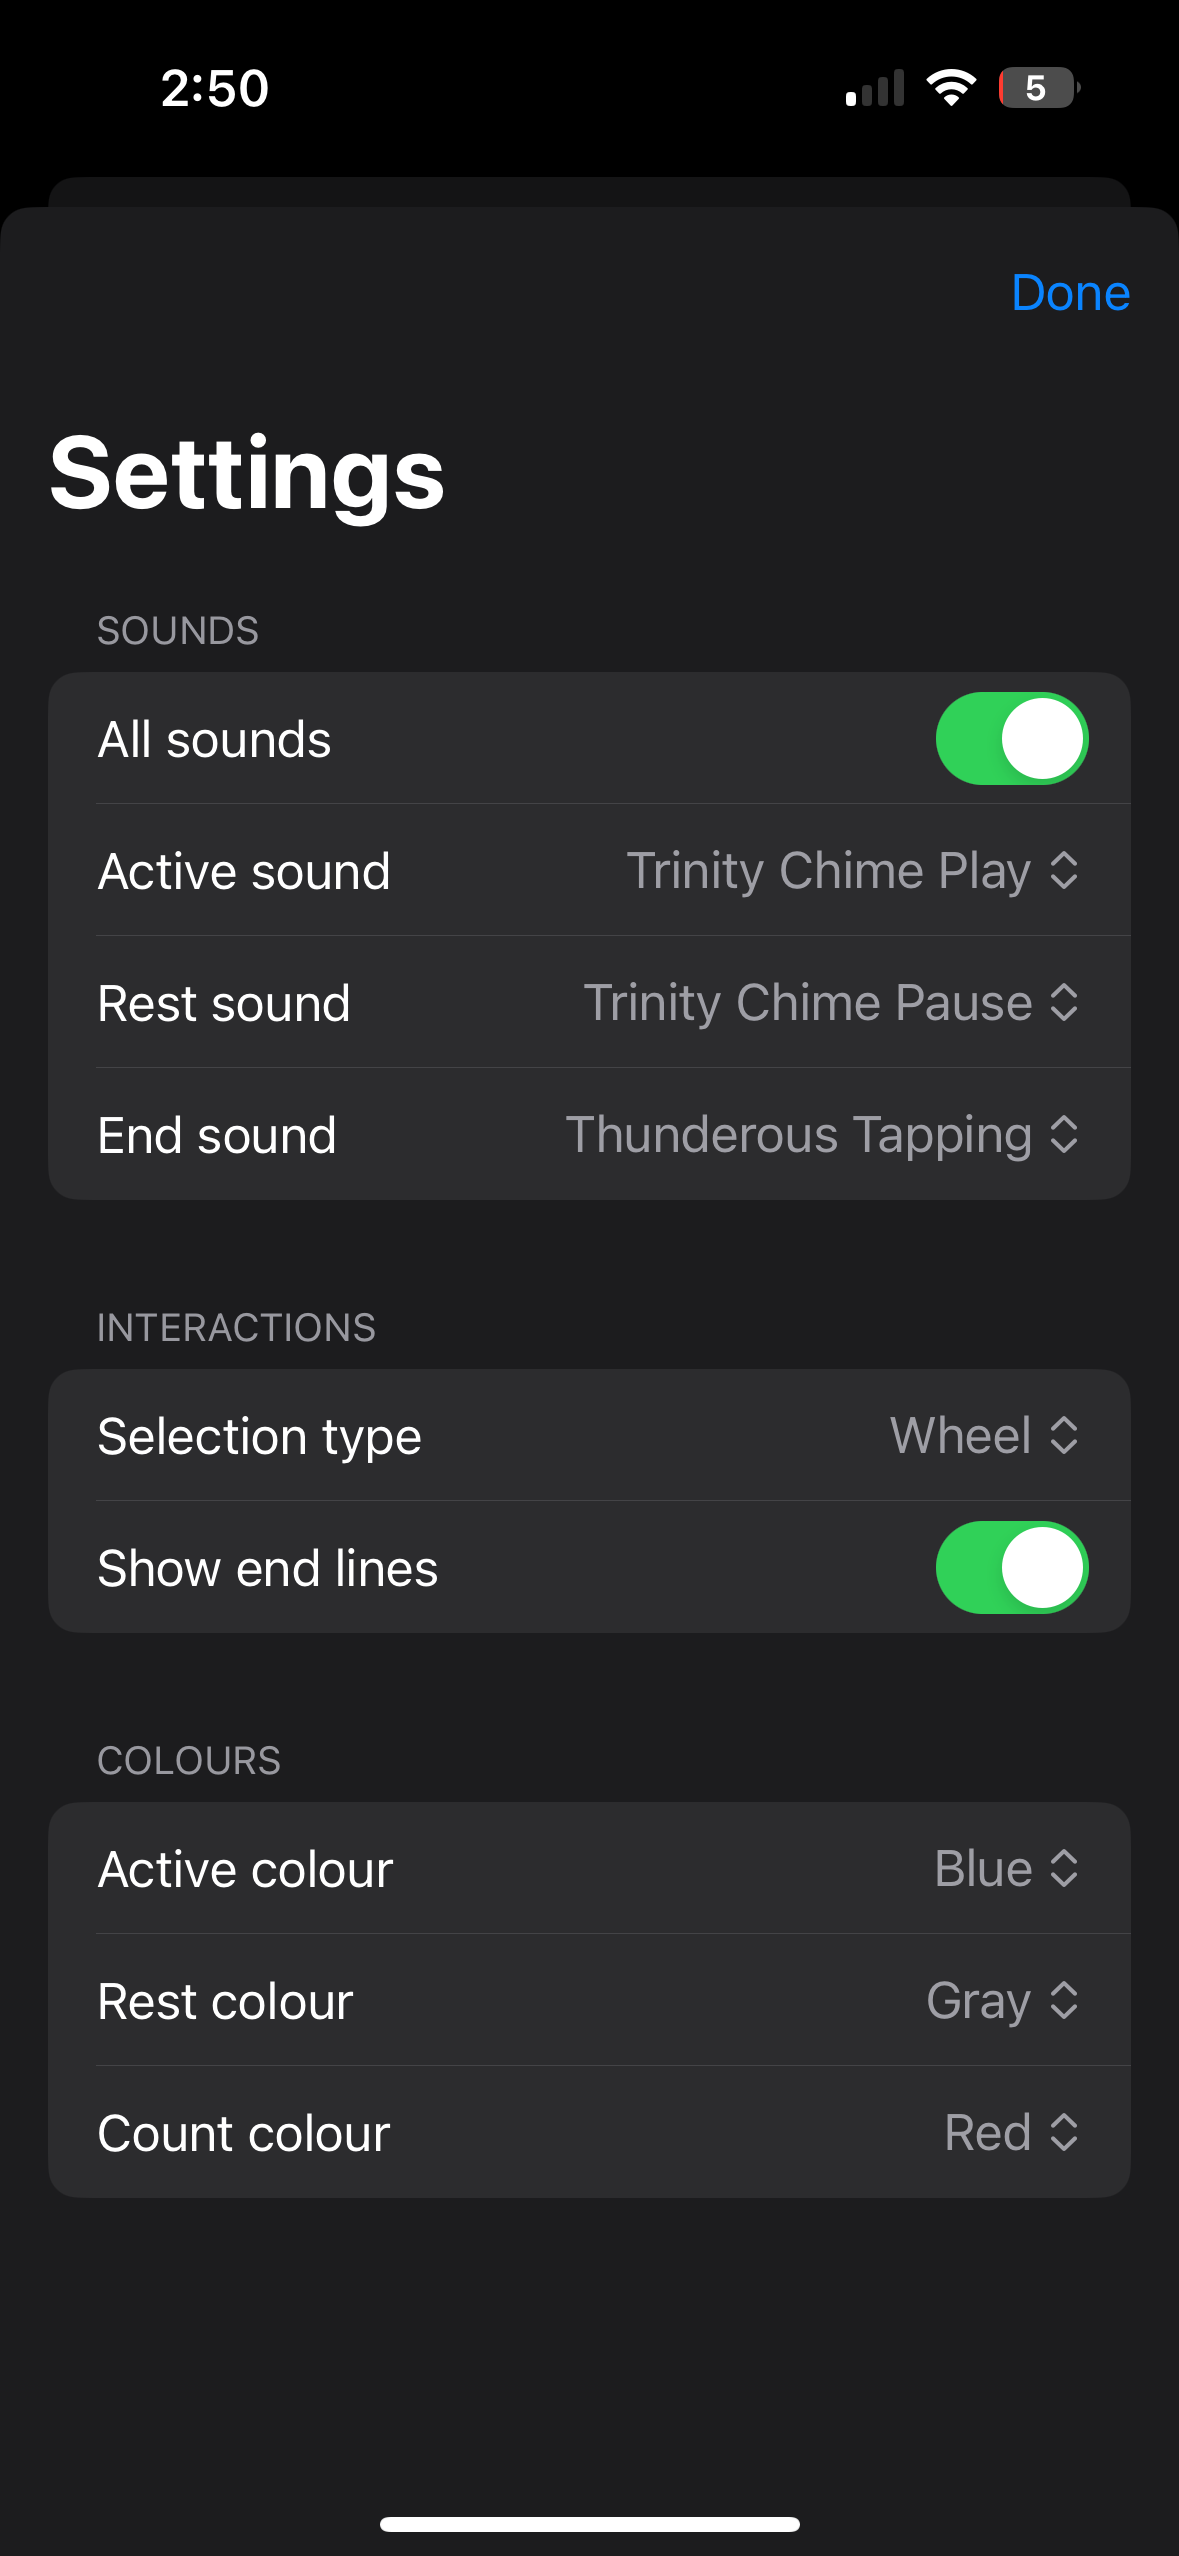 2:50
5
Done
Settings
SOUNDS
All sounds
Active sound Trinity Chime Play
Rest sound Trinity Chime Pause
End sound Thunderous Tapping
INTERACTIONS
Selection type Wheel
Show end lines
COLOURS
Active colour Blue
Rest colour Gray
Count colour Red